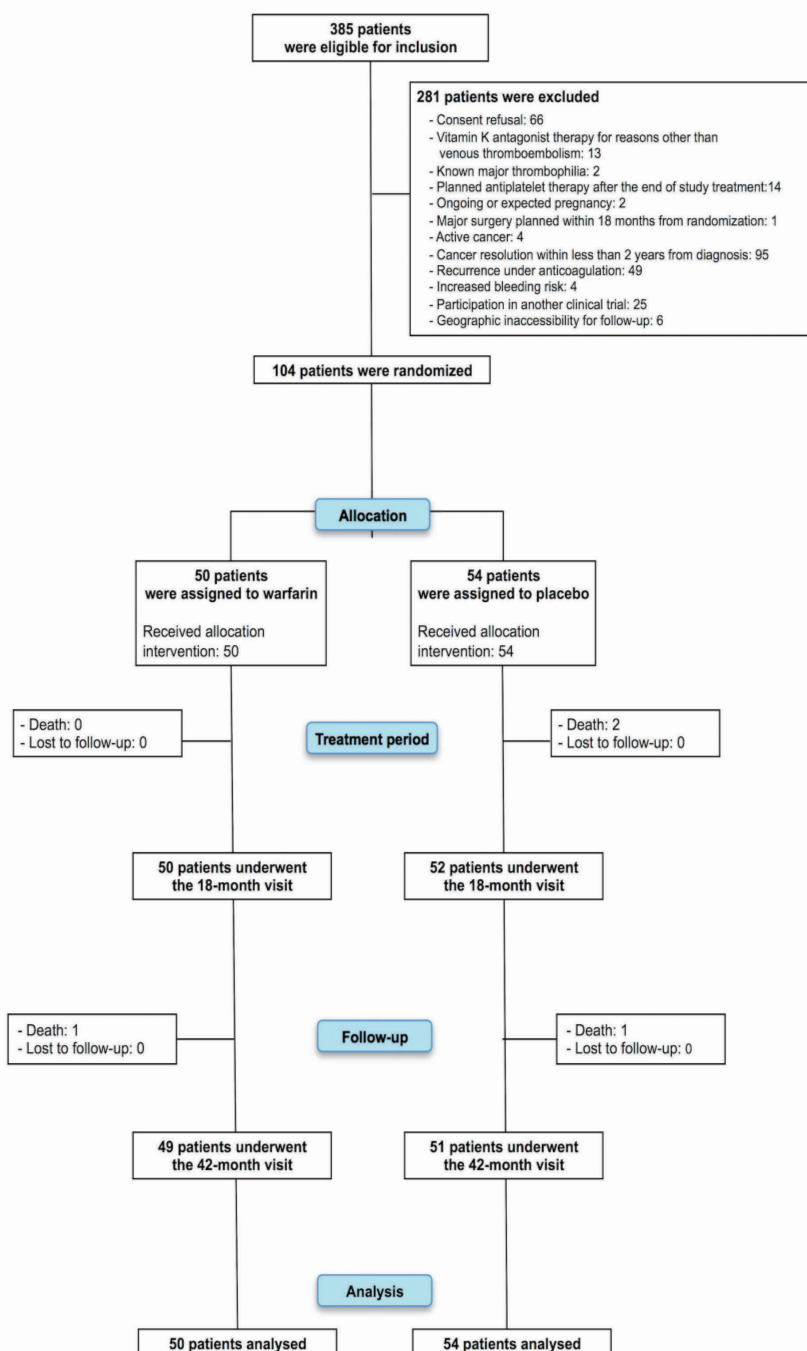 385 patients
were eligible for inclusion
281 patients were excluded
- Consent refusal: 66
- Vitamin K antagonist therapy for reasons other than
venous thromboembolism: 13
- Known major thrombophilia: 2
- Planned antiplatelet therapy after the end of study treatment:14
- Ongoing or expected pregnancy: 2
- Major surgery planned within 18 months from randomization: 1
- Active cancer: 4
- Cancer resolution within less than 2 years from diagnosis: 95
- Recurrence under anticoagulation: 49
- Increased bleeding risk: 4
- Participation in another clinical trial: 25
- Geographic inaccessibility for follow-up: 6
104 patients were randomized
Allocation
50 patients
were assigned to warfarin
Received allocation
intervention: 50
54 patients
were assigned to placebo
Received allocation
intervention: 54
- Death: 0
- Lost to follow-up: 0
Treatment period
- Death: 2
- Lost to follow-up: 0
50 patients underwent
the 18-month visit
52 patients underwent
the 18-month visit
- Death: 1
- Lost to follow-up: 0
Follow-up
- Death: 1
- Lost to follow-up: 0
49 patients underwent
the 42-month visit
51 patients underwent
the 42-month visit
Analysis
50 patients analysed
54 patients analysed